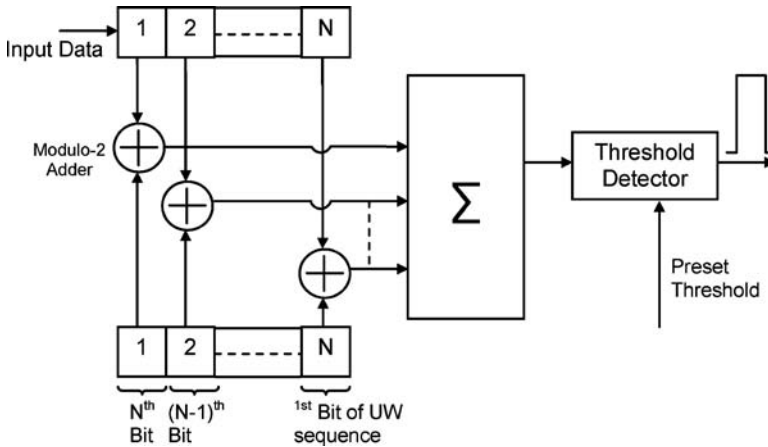 1 2 N
Input Data
Modulo-2
Adder
Σ
Threshold
Detector
Preset
Threshold
1 2 N
Nth
Bit
(N-1)th
Bit
1st Bit of UW
sequence